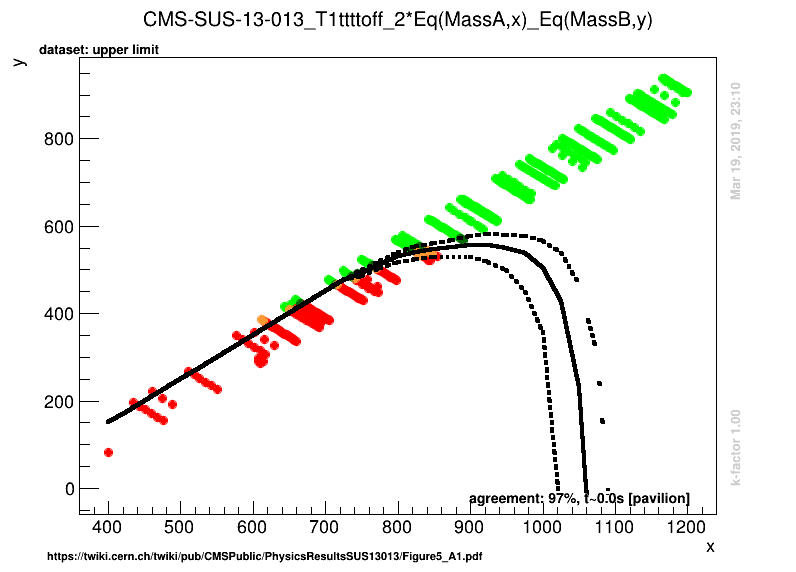 CMS-SUS-13-013_T1ttttoff_2*Eq(MassA,x)_Eq(MassB,y)
dataset: upper limit
y
Mar 19, 2019, 23:10
800
600
400
200
0
k-factor 1.00
agreement: 97%, t~0.0s [pavilion]
400 500 600 700 800 900 1000 1100 1200
x
https://twiki.cern.ch/twiki/pub/CMSPublic/PhysicsResultsSUS13013/Figure5_A1.pdf